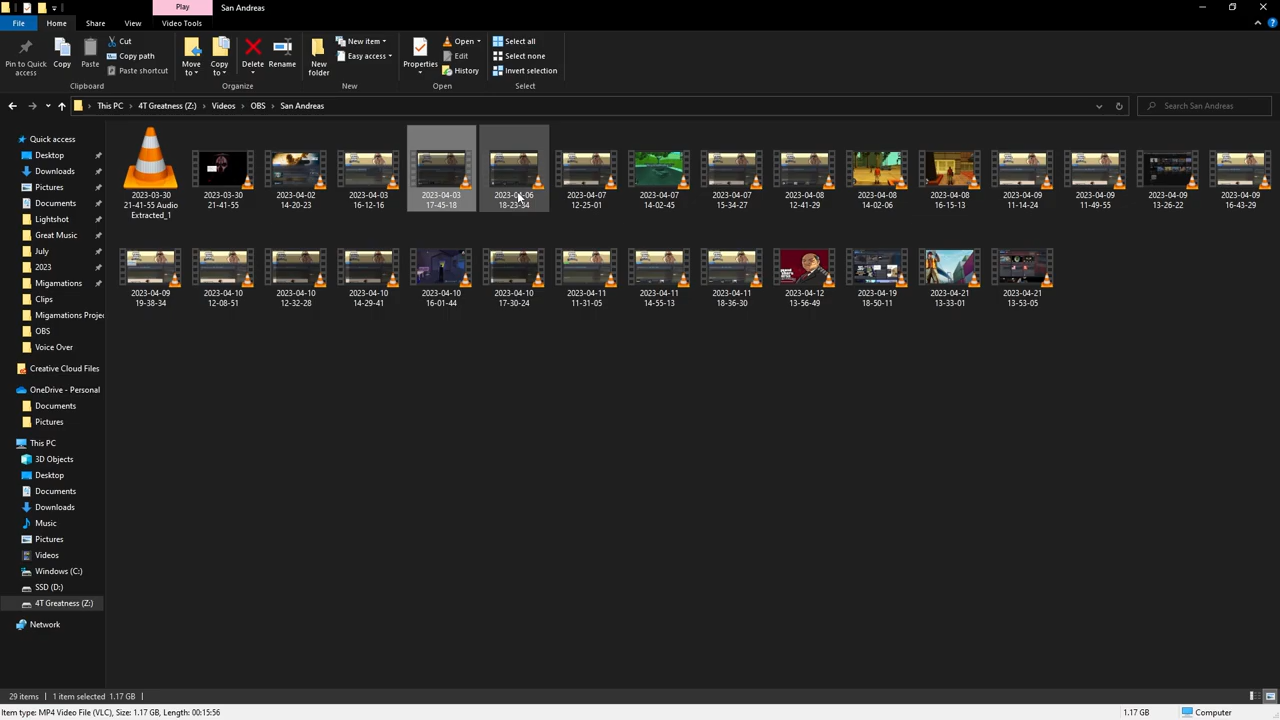 Play
San Andreas
File
Home
Share
View
Video Tools
Pin to Quick
access
Copy
Paste
Cut
Copy path
Paste shortcut
Clipboard
Move
to
Copy
to
Delete
Rename
Organize
New
folder
New item
Easy access
New
Properties
Open
Edit
History
Open
Select all
Select none
Invert selection
Select
This PC > 4T Greatness (Z:) > Videos > OBS > San Andreas
Search San Andreas
Quick access
Desktop
Downloads
Pictures
Documents
Lightshot
Great Music
July
2023
Migamations
Clips
Migamations Proje
OBS
Voice Over
Creative Cloud Files
OneDrive - Personal
Documents
Pictures
This PC
3D Objects
Desktop
Documents
Downloads
Music
Pictures
Videos
Windows (C:)
SSD (D:)
4T Greatness (Z:)
Network
2023-03-30
21-41-55 Audio
Extracted_1
2023-03-30
21-41-55
2023-04-02
14-20-23
2023-04-03
16-12-16
2023-04-03
17-45-18
2023-04-06
18-23-34
2023-04-07
12-25-01
2023-04-07
14-02-45
2023-04-07
15-34-27
2023-04-08
12-41-29
2023-04-08
14-02-06
2023-04-08
16-15-13
2023-04-09
11-14-24
2023-04-09
11-49-55
2023-04-09
13-26-22
2023-04-09
16-43-29
2023-04-09
19-38-34
2023-04-10
12-08-51
2023-04-10
12-32-28
2023-04-10
14-29-41
2023-04-10
16-01-44
2023-04-10
17-30-24
2023-04-11
11-31-05
2023-04-11
14-55-13
2023-04-11
18-36-30
2023-04-12
13-56-49
2023-04-19
18-50-11
2023-04-21
13-33-01
2023-04-21
13-53-05
29 items
1 item selected 1.17 GB
Item type: MP4 Video File (VLC), Size: 1.17 GB, Length: 00:15:56
1.17 GB
Computer